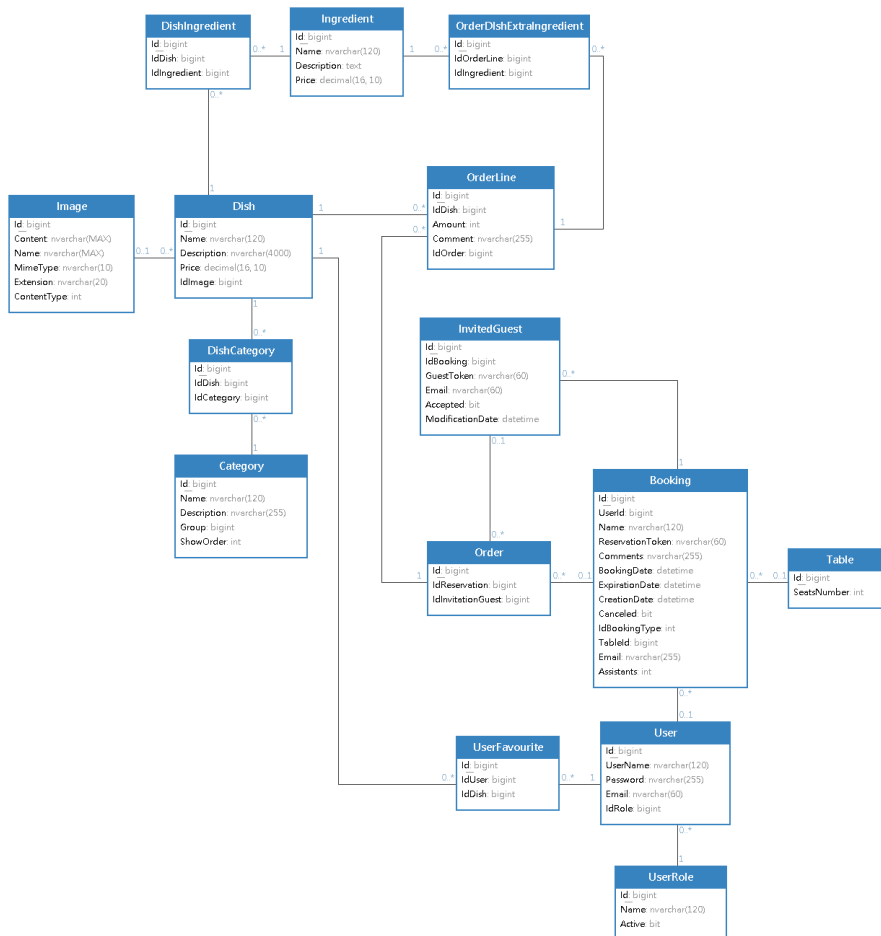 DishIngredient
Id: bigint
IdDish: bigint
IdIngredient: bigint
0..*
1
Ingredient
Id: bigint
Name: nvarchar(120)
Description: text
Price: decimal(16, 10)
1
0..*
OrderDIshExtraIngredient
Id: bigint
IdOrderLine: bigint
IdIngredient: bigint
0..*
0..*
1
Image
Id: bigint
Content: nvarchar(MAX)
Name: nvarchar(MAX)
MimeType: nvarchar(10)
Extension: nvarchar(20)
ContentType: int
0..1
0..*
Dish
Id: bigint
Name: nvarchar(120)
Description: nvarchar(4000)
Price: decimal(16, 10)
IdImage: bigint
1
1
1
0..*
0..*
OrderLine
Id: bigint
IdDish: bigint
Amount: int
Comment: nvarchar(255)
IdOrder: bigint
1
0..*
DishCategory
Id: bigint
IdDish: bigint
IdCategory: bigint
0..*
1
Category
Id: bigint
Name: nvarchar(120)
Description: nvarchar(255)
Group: bigint
ShowOrder: int
InvitedGuest
Id: bigint
IdBooking: bigint
GuestToken: nvarchar(60)
Email: nvarchar(60)
Accepted: bit
ModificationDate: datetime
0..*
0..1
0..*
1
Order
Id: bigint
IdReservation: bigint
IdInvitationGuest: bigint
1
0..*
0..1
Booking
Id: bigint
UserId: bigint
Name: nvarchar(120)
ReservationToken: nvarchar(60)
Comments: nvarchar(255)
BookingDate: datetime
ExpirationDate: datetime
CreationDate: datetime
Canceled: bit
IdBookingType: int
TableId: bigint
Email: nvarchar(255)
Assistants: int
0..*
0..1
Table
Id: bigint
SeatsNumber: int
0..*
0..1
UserFavourite
Id: bigint
IdUser: bigint
IdDish: bigint
0..*
0..*
1
User
Id: bigint
UserName: nvarchar(120)
Password: nvarchar(255)
Email: nvarchar(60)
IdRole: bigint
0..*
1
UserRole
Id: bigint
Name: nvarchar(120)
Active: bit